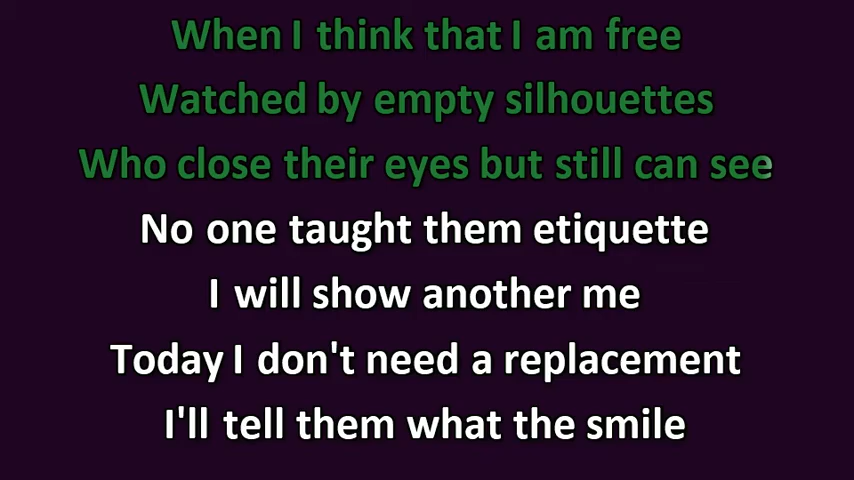 When I think that I am free
Watched by empty silhouettes
Who close their eyes but still can see
No one taught them etiquette
I will show another me
Today I don't need a replacement
I'll tell them what the smile